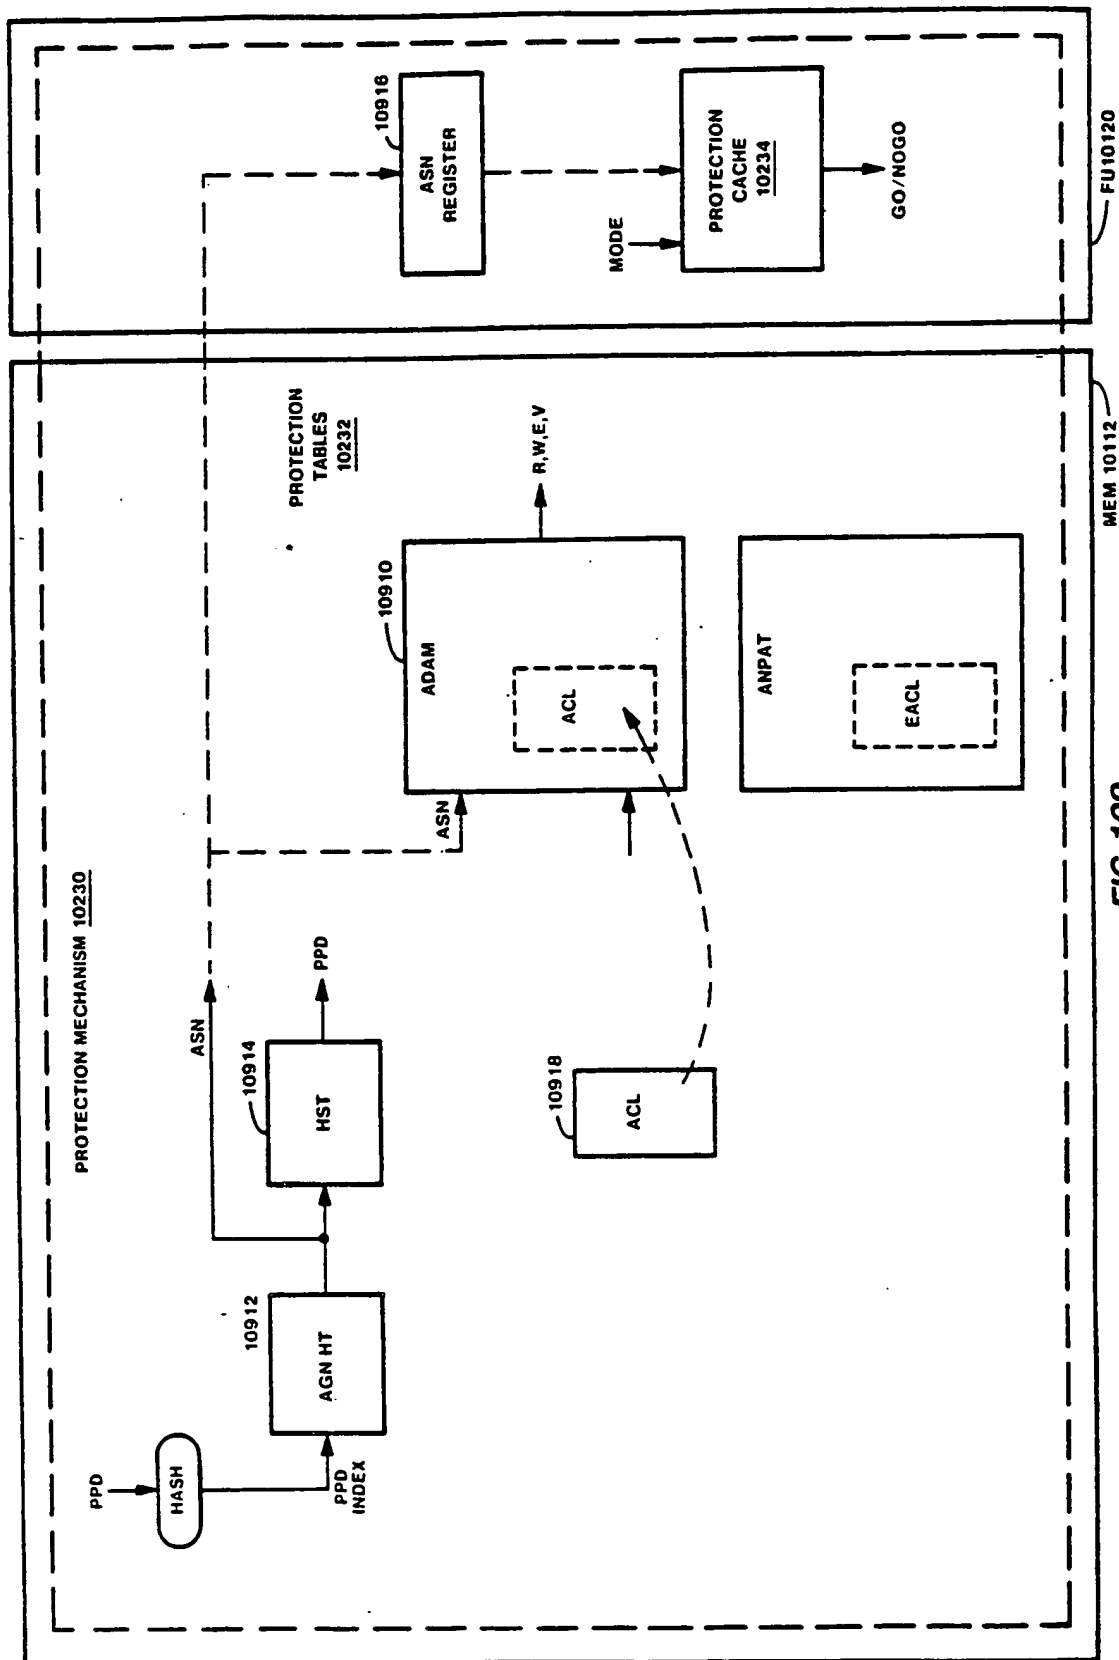 PROTECTION MECHANISM 10230
PPD
HASH
PPD
INDEX
10912
AGN HT
ASN
10914
HST
PPD
10918
ACL
PROTECTION
TABLES
10232
ASN
10910
ADAM
ACL
R,W,E,V
ANPAT
EACL
MEM 10112
10916
ASN
REGISTER
MODE
PROTECTION
CACHE
10234
GO/NOGO
FU10120